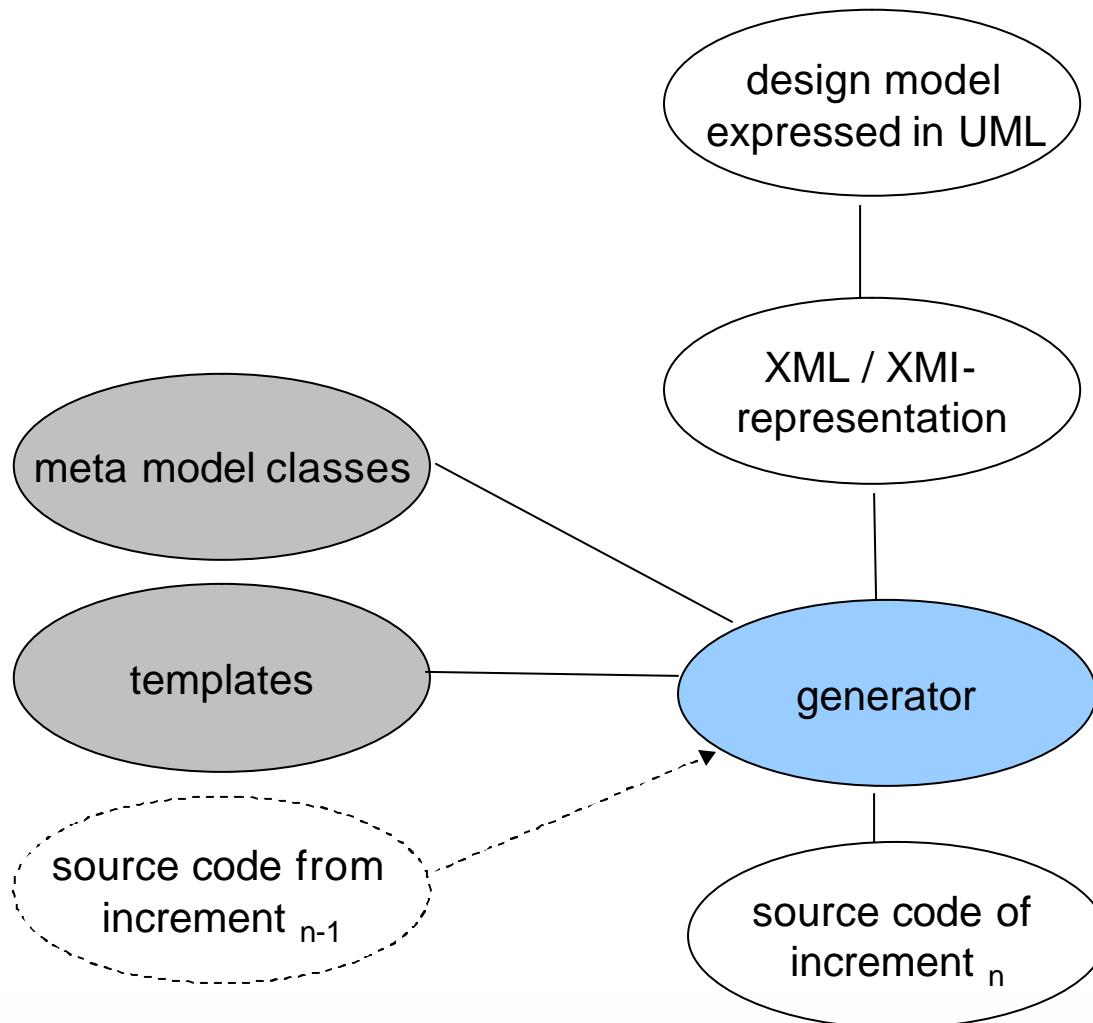 design model
expressed in UML
XML / XMI-
representation
meta model classes
templates
generator
source code from
increment n-1
source code of
increment n